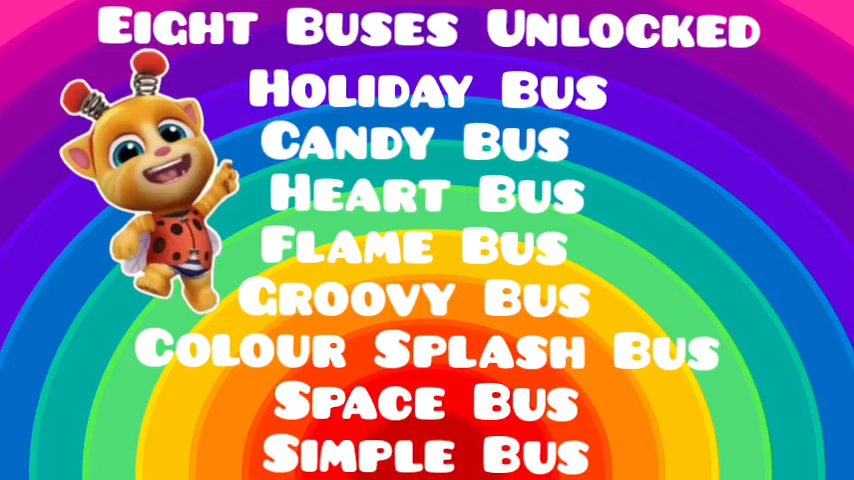 Eight Buses Unlocked
Holiday Bus
Candy Bus
Heart Bus
Flame Bus
Groovy Bus
Colour Splash Bus
Space Bus
Simple Bus